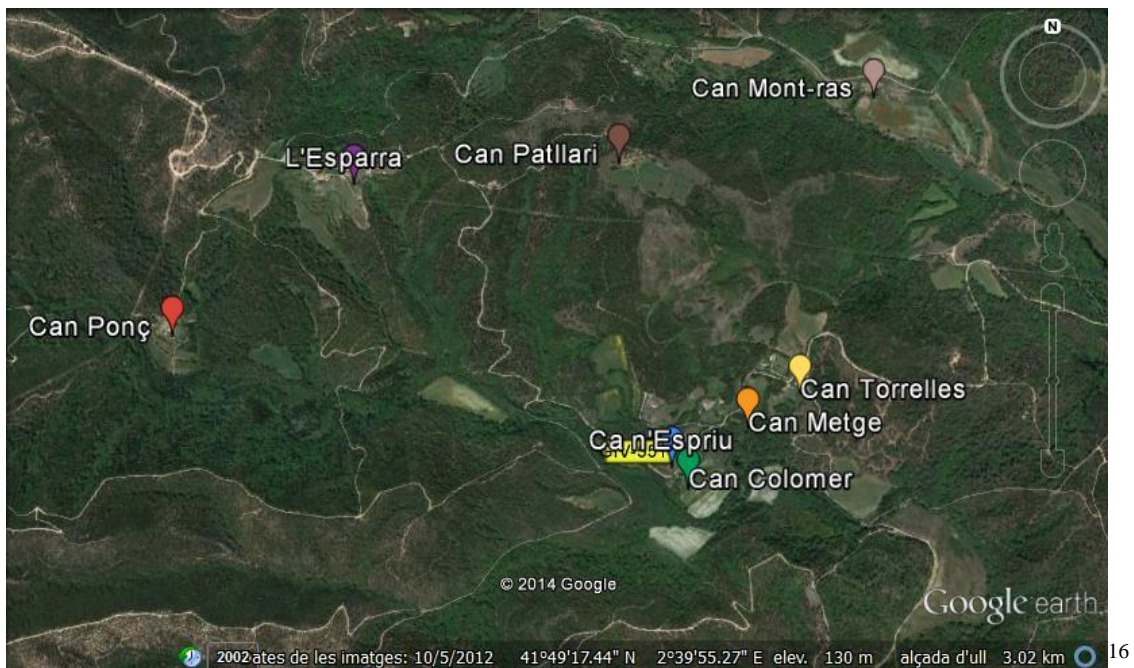 N
Can Mont-ras
L'Esparra
Can Patllari
Can Ponç
Can Torrelles
Can Metge
Ca n'Espriu
Can Colomer
© 2014 Google
Google earth
2002 ates de les imatges: 10/5/2012 41°49'17.44" N 2°39'55.27" E elev. 130 m alçada d'ull 3.02 km
16